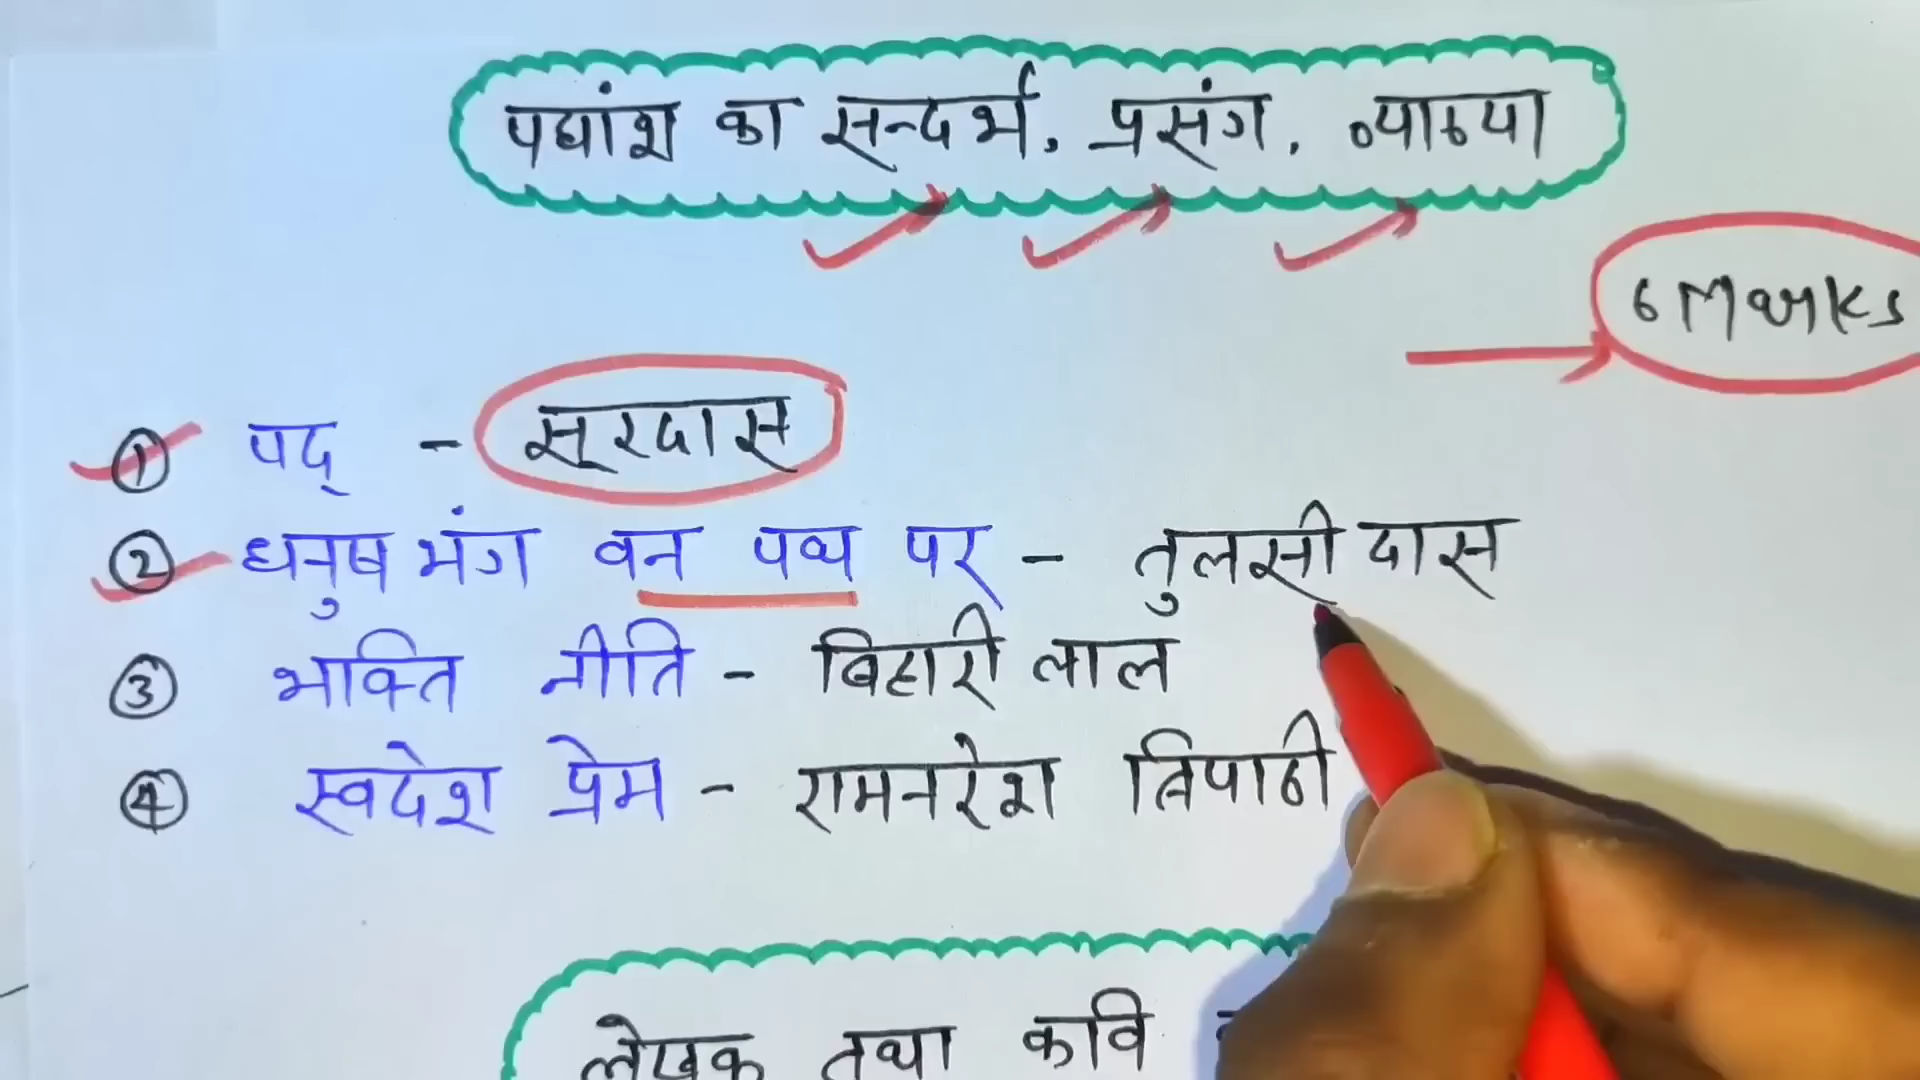 पद्यांश का सन्दर्भ, प्रसंग, व्याख्या
6 Marks
① पद् - सूरदास
② धनुष भंग वन पथ पर - तुलसी दास
③ भक्ति नीति - बिहारी लाल
④ स्वदेश प्रेम - रामनरेश त्रिपाठी
लेखक तथा कवि